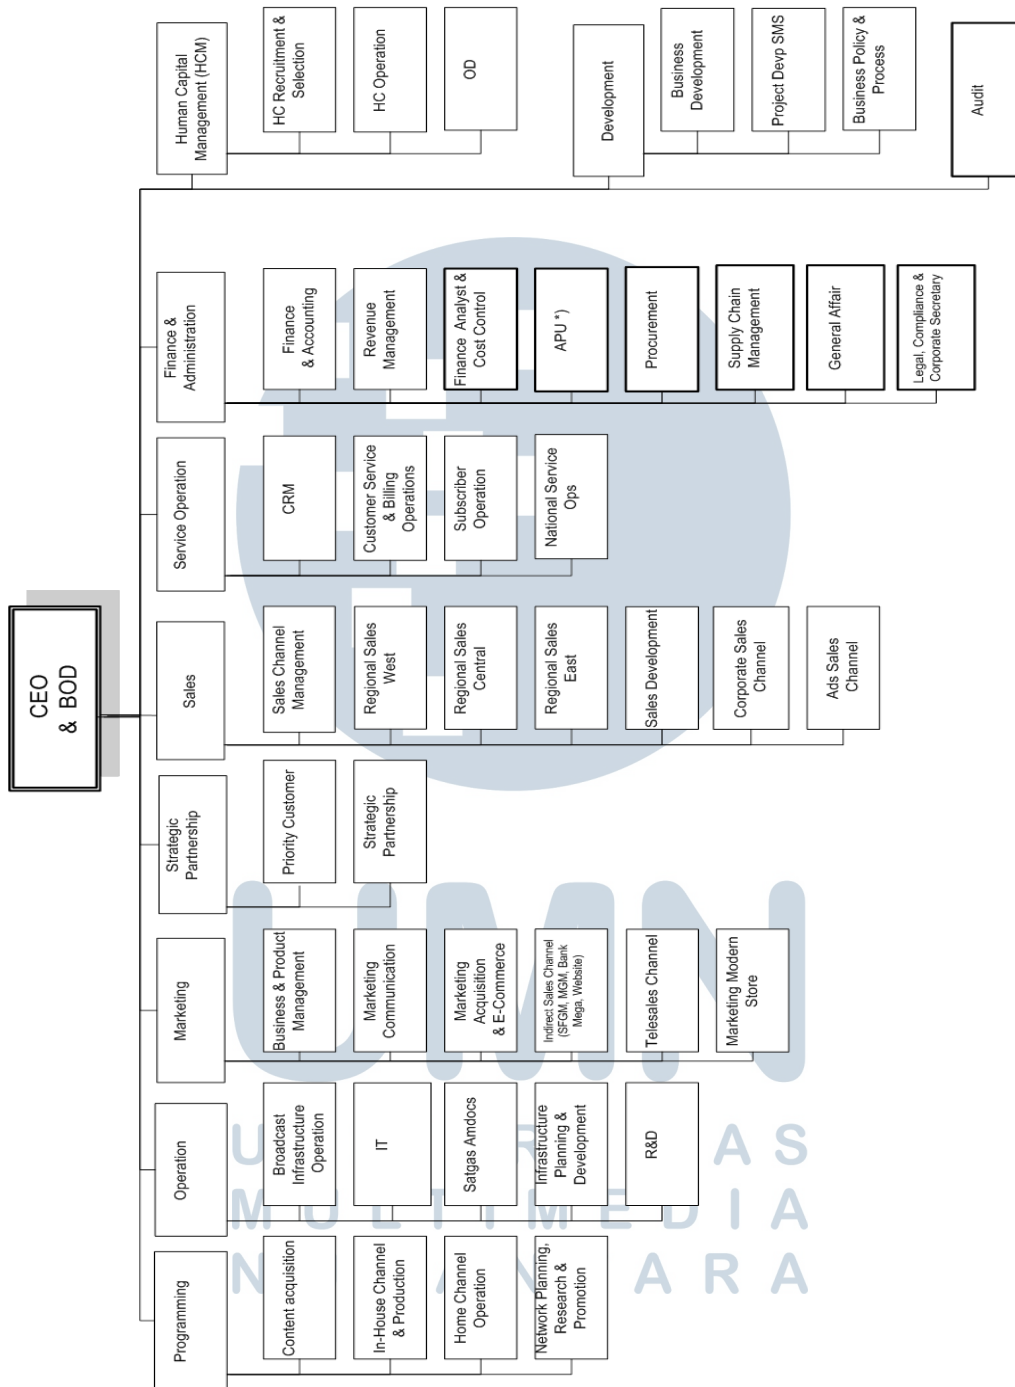 CEO
& BOD
Programming
Content acquisition
In-House Channel
& Production
Home Channel
Operation
Network Planning,
Research &
Promotion
Operation
Broadcast
Infrastructure
Operation
IT
Satgas Amdocs
Infrastructure
Planning &
Development
R&D
Marketing
Business & Product
Management
Marketing
Communication
Marketing
Acquisition
& E-Commerce
Indirect Sales Channel
(SFGM, MGM, Bank
Mega, Website)
Telesales Channel
Marketing Modern
Store
Strategic
Partnership
Priority Customer
Strategic
Partnership
Sales
Sales Channel
Management
Regional Sales
West
Regional Sales
Central
Regional Sales
East
Sales Development
Corporate Sales
Channel
Ads Sales
Channel
Service Operation
CRM
Customer Service
& Billing
Operations
Subscriber
Operation
National Service
Ops
Finance &
Administration
Finance
& Accounting
Revenue
Management
Finance Analyst &
Cost Control
APU *)
Procurement
Supply Chain
Management
General Affair
Legal, Compliance &
Corporate Secretary
Human Capital
Management (HCM)
HC Recruitment &
Selection
HC Operation
OD
Development
Business
Development
Project Devp SMS
Business Policy &
Process
Audit
UMN
MULTIMEDIA